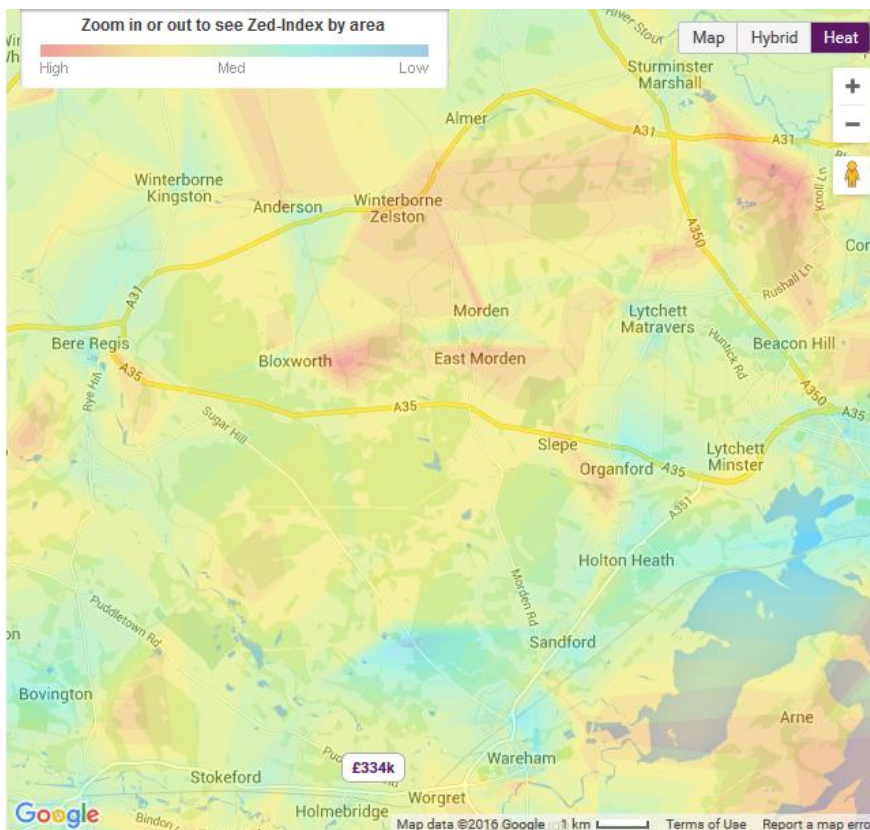 Zoom in or out to see Zed-Index by area
High Med Low
Map Hybrid Heat
River Stour
Sturminster
Marshall
+
−
Almer
A31
A31
Winterborne
Kingston
Anderson
Winterborne
Zelston
Knoll Ln
A350
Rushall Ln
A31
Morden
Lytchett
Matravers
Bere Regis
Bloxworth
East Morden
Huntick Rd
Beacon Hill
A35
Rye Hill
A350
A35
A35
Sugar Hill
Slepe
Lytchett
Minster
Organford
A35
A351
Holton Heath
Morden Rd
Puddletown Rd
Sandford
Bovington
Arne
£334k
Wareham
Stokeford
Worgret
Holmebridge
Google
Map data ©2016 Google 1 km Terms of Use Report a map erro